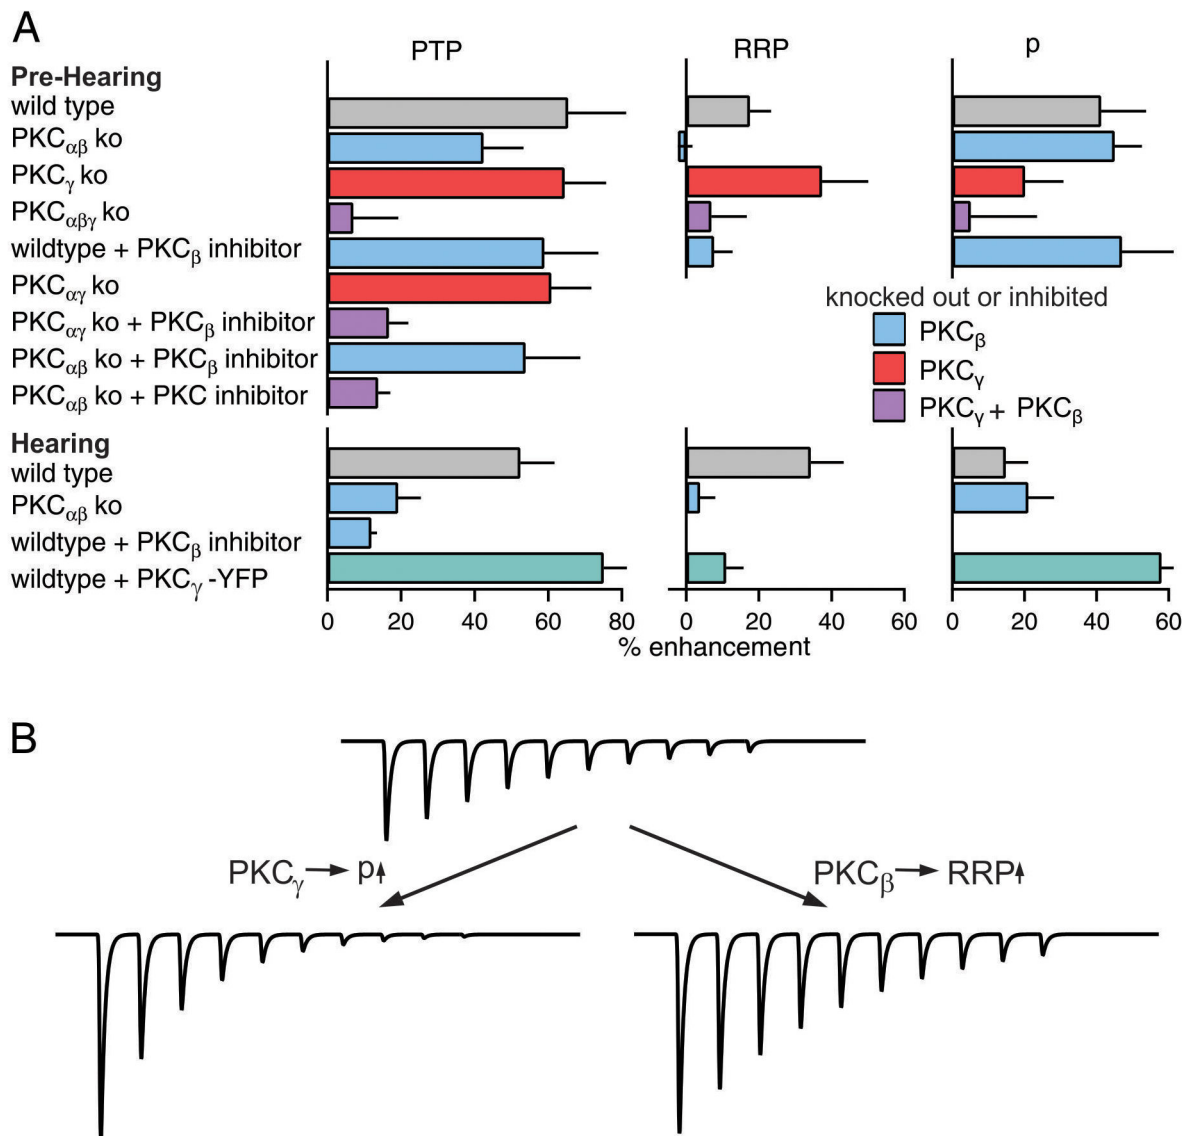 A
PTP RRP p
Pre-Hearing
wild type
PKCαβ ko
PKCγ ko
PKCαβγ ko
wildtype + PKCβ inhibitor
PKCαγ ko
PKCαγ ko + PKCβ inhibitor
PKCαβ ko + PKCβ inhibitor
PKCαβ ko + PKC inhibitor
knocked out or inhibited
PKCβ
PKCγ
PKCγ + PKCβ
Hearing
wild type
PKCαβ ko
wildtype + PKCβ inhibitor
wildtype + PKCγ -YFP
0 20 40 60 80 0 20 40 60 0 20 40 60
% enhancement
B
PKCγ → p
PKCβ → RRP